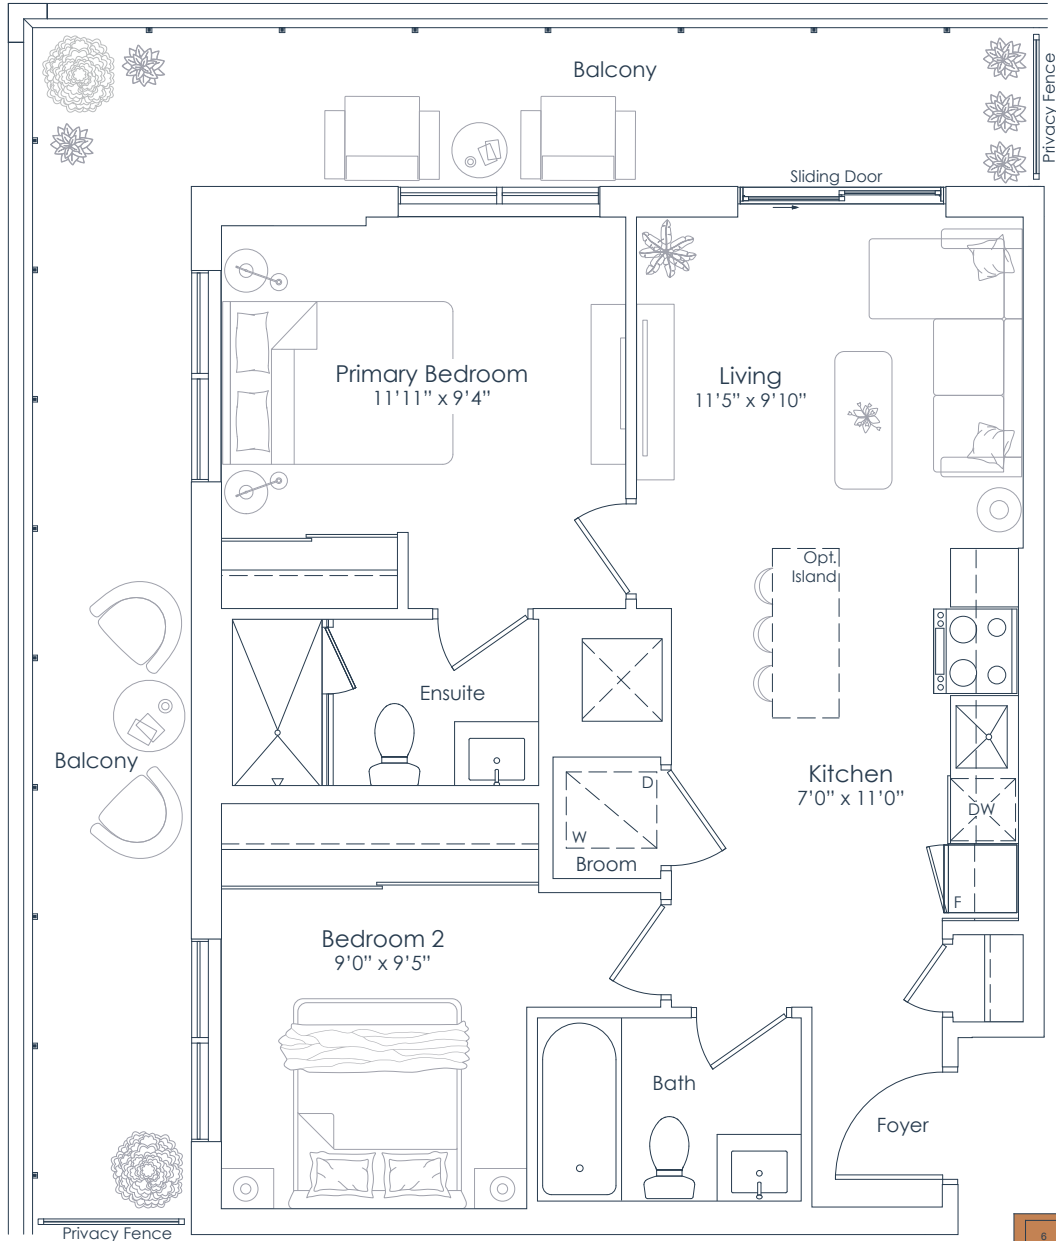 Balcony
Privacy Fence
Sliding Door
Primary Bedroom
11'11" x 9'4"
Living
11'5" x 9'10"
Opt.
Island
Ensuite
Balcony
Kitchen
7'0" x 11'0"
D
W
DW
Broom
F
Bedroom 2
9'0" x 9'5"
Bath
Foyer
Privacy Fence
6